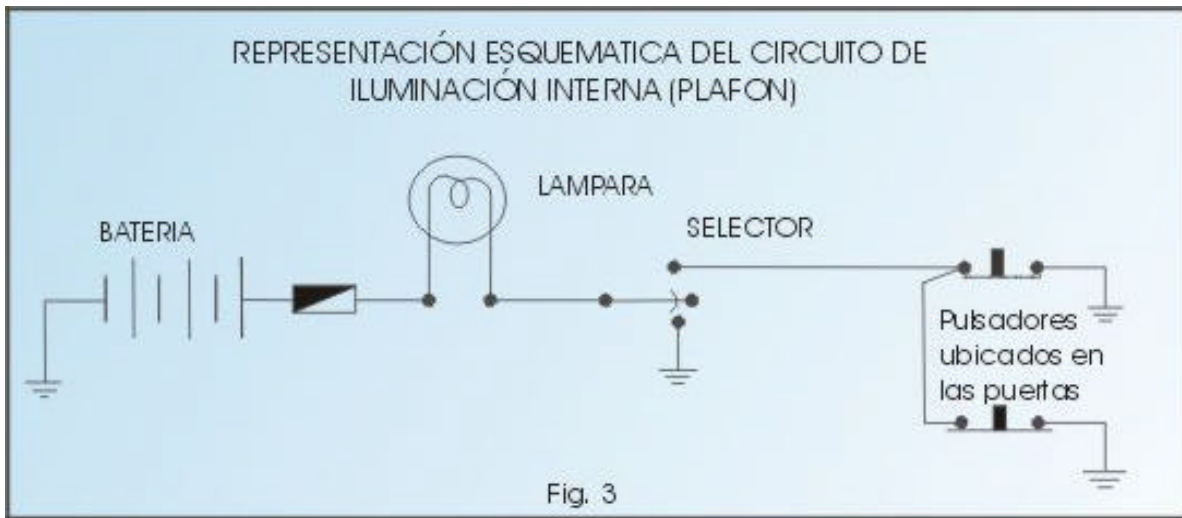 REPRESENTACIÓN ESQUEMATICA DEL CIRCUITO DE
ILUMINACIÓN INTERNA (PLAFON)
LAMPARA
BATERIA
SELECTOR
Pulsadores
ubicados en
las puertas
Fig. 3